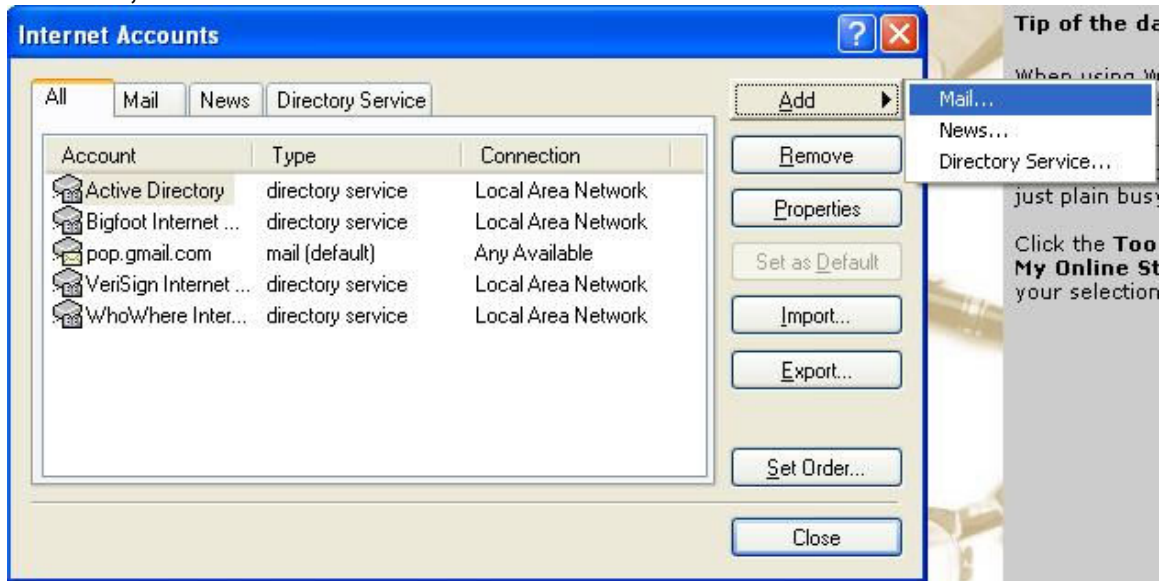 Internet Accounts
All Mail News Directory Service
Account Type Connection
Active Directory directory service Local Area Network
Bigfoot Internet ... directory service Local Area Network
pop.gmail.com mail (default) Any Available
VeriSign Internet ... directory service Local Area Network
WhoWhere Inter... directory service Local Area Network
Add
Remove
Properties
Set as Default
Import...
Export...
Set Order...
Close
Mail...
News...
Directory Service...
Tip of the da
When using W
just plain busy
Click the Too
My Online St
your selection